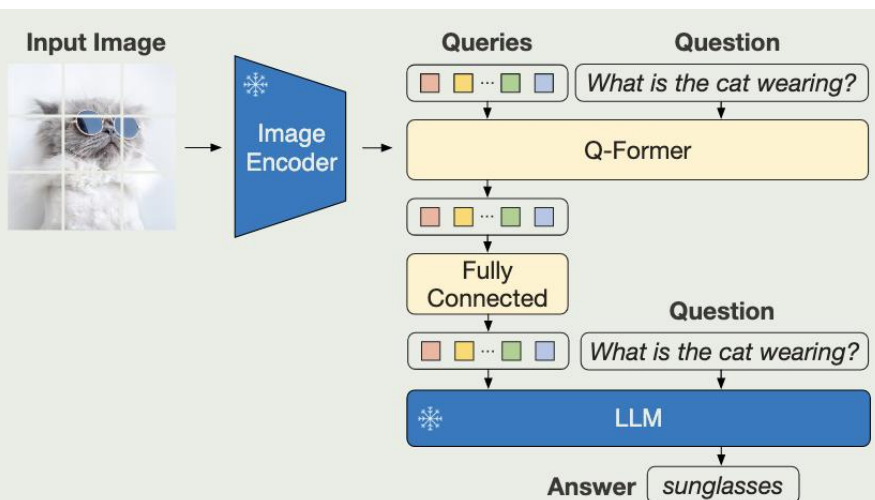 Input Image
Queries
Question
...
What is the cat wearing?
Image
Encoder
Q-Former
...
Fully
Connected
Question
...
What is the cat wearing?
LLM
Answer
sunglasses